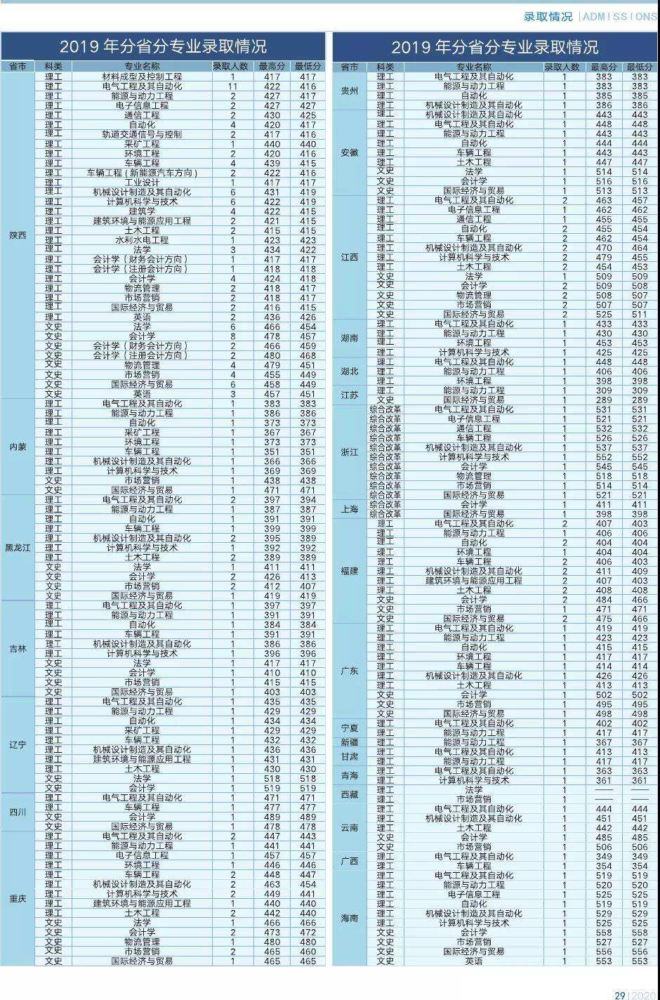 录取情况 ADMISSIONS
2019 年分省分专业录取情况
省市 科类 专业名称 录取人数 最高分 最低分
陕西
理工 材料成型及控制工程 1 417 417
理工 电气工程及其自动化 11 422 416
理工 能源与动力工程 2 427 417
理工 电子信息工程 2 427 427
理工 通信工程 2 430 425
理工 自动化 4 420 417
理工 轨道交通信号与控制 2 417 416
理工 采矿工程 1 440 440
理工 环境工程 2 420 416
理工 车辆工程 4 439 415
理工 车辆工程(新能源汽车方向) 2 422 416
理工 工业设计 1 417 417
理工 机械设计制造及其自动化 6 431 419
理工 计算机科学与技术 6 422 419
理工 建筑学 4 422 415
理工 建筑环境与能源应用工程 2 421 415
理工 土木工程 2 415 415
理工 水利水电工程 1 423 423
理工 法学 3 434 422
理工 会计学(财务会计方向) 1 417 417
理工 会计学(注册会计方向) 1 418 418
理工 会计学 4 424 418
理工 物流管理 2 418 417
理工 市场营销 2 418 417
理工 国际经济与贸易 2 416 415
理工 英语 2 436 426
文史 法学 6 466 454
文史 会计学 8 478 457
文史 会计学(财务会计方向) 2 466 459
文史 会计学(注册会计方向) 2 480 468
文史 物流管理 4 479 451
文史 市场营销 4 455 449
文史 国际经济与贸易 6 458 449
文史 英语 3 457 451
内蒙
理工 电气工程及其自动化 1 383 383
理工 能源与动力工程 1 386 386
理工 自动化 1 373 373
理工 采矿工程 1 367 367
理工 环境工程 1 373 373
理工 车辆工程 1 351 351
理工 机械设计制造及其自动化 1 366 366
理工 计算机科学与技术 1 369 369
文史 市场营销 1 438 438
文史 国际经济与贸易 1 471 471
黑龙江
理工 电气工程及其自动化 2 397 394
理工 能源与动力工程 1 387 387
理工 自动化 1 391 391
理工 车辆工程 1 399 399
理工 机械设计制造及其自动化 2 395 389
理工 计算机科学与技术 1 392 392
理工 土木工程 2 389 389
文史 法学 1 411 411
文史 会计学 2 426 413
文史 市场营销 2 412 407
文史 国际经济与贸易 1 419 419
吉林
理工 电气工程及其自动化 1 397 397
理工 能源与动力工程 1 391 391
理工 自动化 1 384 384
理工 车辆工程 1 391 391
理工 机械设计制造及其自动化 1 386 386
理工 计算机科学与技术 1 396 396
文史 法学 1 417 417
文史 会计学 1 410 410
文史 市场营销 1 415 415
文史 国际经济与贸易 1 403 403
辽宁
理工 电气工程及其自动化 1 435 435
理工 能源与动力工程 1 429 429
理工 自动化 1 434 434
理工 采矿工程 1 429 429
理工 车辆工程 1 432 432
理工 机械设计制造及其自动化 1 436 436
理工 建筑环境与能源应用工程 1 431 431
理工 土木工程 1 430 430
文史 法学 1 518 518
文史 会计学 1 519 519
四川
理工 电气工程及其自动化 1 471 471
理工 车辆工程 1 477 477
文史 会计学 1 489 489
文史 国际经济与贸易 1 478 478
重庆
理工 电气工程及其自动化 2 447 443
理工 能源与动力工程 1 441 441
理工 电子信息工程 1 457 457
理工 环境工程 1 446 446
理工 车辆工程 2 448 447
理工 机械设计制造及其自动化 2 463 454
理工 计算机科学与技术 2 449 441
理工 建筑环境与能源应用工程 1 440 440
理工 土木工程 2 442 440
文史 法学 1 466 466
文史 会计学 2 473 472
文史 物流管理 1 480 480
文史 市场营销 2 465 460
文史 国际经济与贸易 1 465 465
2019 年分省分专业录取情况
省市 科类 专业名称 录取人数 最高分 最低分
贵州
理工 电气工程及其自动化 1 383 383
理工 能源与动力工程 1 383 383
理工 自动化 1 385 385
理工 机械设计制造及其自动化 1 386 386
安徽
理工 机械设计制造及其自动化 1 443 443
理工 电气工程及其自动化 1 448 448
理工 能源与动力工程 1 443 443
理工 自动化 1 444 444
理工 车辆工程 1 443 443
理工 土木工程 1 447 447
文史 法学 1 514 514
文史 会计学 1 516 516
文史 国际经济与贸易 1 513 513
江西
理工 电气工程及其自动化 2 463 457
理工 电子信息工程 1 462 462
理工 通信工程 1 455 455
理工 自动化 2 455 454
理工 车辆工程 2 462 454
理工 机械设计制造及其自动化 2 470 464
理工 计算机科学与技术 2 479 455
理工 土木工程 2 454 453
文史 法学 1 509 509
文史 会计学 2 509 508
文史 物流管理 2 508 507
文史 市场营销 2 507 507
文史 国际经济与贸易 2 525 511
湖南
理工 电气工程及其自动化 1 433 433
理工 能源与动力工程 1 430 430
理工 环境工程 1 453 453
理工 计算机科学与技术 1 425 425
湖北
理工 电气工程及其自动化 1 448 448
理工 能源与动力工程 1 406 406
理工 环境工程 1 398 398
江苏
理工 能源与动力工程 1 309 309
文史 国际经济与贸易 1 289 289
浙江
综合改革 电气工程及其自动化 1 531 531
综合改革 电子信息工程 1 521 521
综合改革 通信工程 1 532 532
综合改革 车辆工程 1 526 526
综合改革 机械设计制造及其自动化 1 537 537
综合改革 计算机科学与技术 1 552 552
综合改革 会计学 1 545 545
综合改革 物流管理 1 518 518
综合改革 市场营销 1 514 514
综合改革 国际经济与贸易 1 521 521
上海
综合改革 会计学 1 411 411
综合改革 国际经济与贸易 1 398 398
福建
理工 电气工程及其自动化 2 407 403
理工 能源与动力工程 1 406 406
理工 自动化 2 404 404
理工 环境工程 1 404 404
理工 车辆工程 2 406 403
理工 机械设计制造及其自动化 2 411 409
理工 建筑环境与能源应用工程 2 407 403
理工 土木工程 2 408 408
文史 会计学 2 484 466
文史 市场营销 1 471 471
文史 国际经济与贸易 2 475 466
广东
理工 电气工程及其自动化 1 419 419
理工 能源与动力工程 1 423 423
理工 自动化 1 415 415
理工 环境工程 1 417 417
理工 车辆工程 1 414 414
理工 机械设计制造及其自动化 1 426 426
理工 土木工程 1 413 413
文史 会计学 1 502 502
文史 市场营销 1 495 495
文史 国际经济与贸易 1 498 498
宁夏
理工 电气工程及其自动化 1 402 402
理工 能源与动力工程 1 417 417
新疆 理工 能源与动力工程 1 367 367
甘肃
理工 电气工程及其自动化 1 413 413
理工 能源与动力工程 1 417 417
青海
理工 电气工程及其自动化 1 363 363
理工 计算机科学与技术 1 361 361
西藏
理工 法学 1 —— ——
理工 市场营销 1 —— ——
云南
理工 电气工程及其自动化 1 444 444
理工 机械设计制造及其自动化 1 451 451
理工 土木工程 1 442 442
文史 会计学 1 485 485
文史 市场营销 1 506 506
广西
理工 电气工程及其自动化 1 349 349
理工 车辆工程 1 354 354
海南
理工 电气工程及其自动化 1 519 519
理工 能源与动力工程 1 520 520
理工 电子信息工程 1 525 525
理工 自动化 1 519 519
理工 机械设计制造及其自动化 1 529 529
理工 计算机科学与技术 1 525 525
文史 会计学 1 558 558
文史 市场营销 1 527 527
文史 国际经济与贸易 1 556 556
文史 英语 1 553 553
29 2020